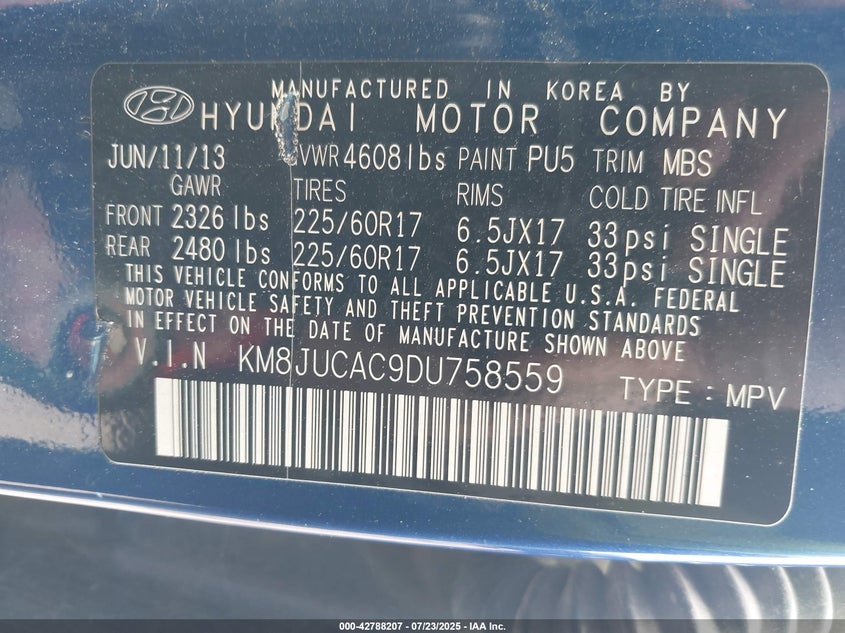 MANUFACTURED IN KOREA BY
HYUNDAI MOTOR COMPANY
JUN/11/13 VWR 4608lbs PAINT PU5 TRIM MBS
GAWR TIRES RIMS COLD TIRE INFL
FRONT 2326 lbs 225/60R17 6.5JX17 33psi SINGLE
REAR 2480 lbs 225/60R17 6.5JX17 33psi SINGLE
THIS VEHICLE CONFORMS TO ALL APPLICABLE U.S.A. FEDERAL
MOTOR VEHICLE SAFETY AND THEFT PREVENTION STANDARDS
IN EFFECT ON THE DATE OF MANUFACTURE SHOWN ABOVE
V.I.N KM8JUCAC9DU758559 TYPE : MPV
000-42788207 - 07/23/2025 - IAA Inc.